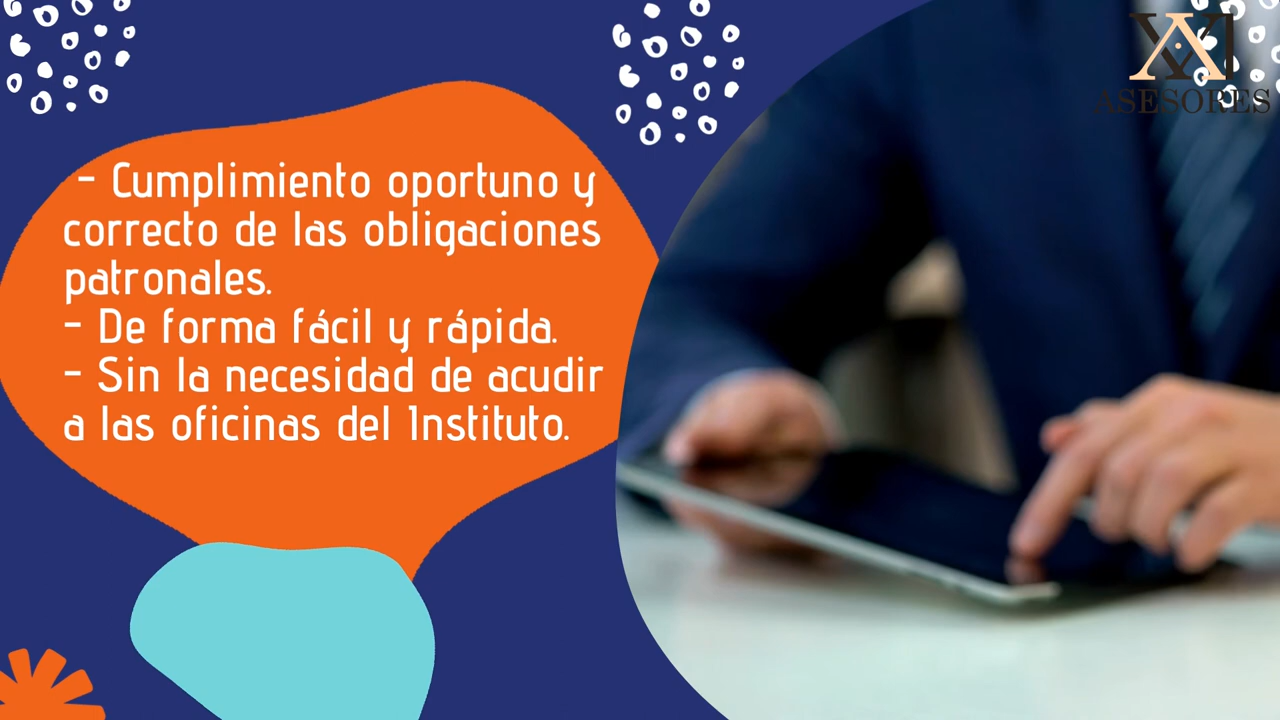 - Cumplimiento oportuno y
correcto de las obligaciones
patronales.
- De forma fácil y rápida.
- Sin la necesidad de acudir
a las oficinas del Instituto.
ASESORES